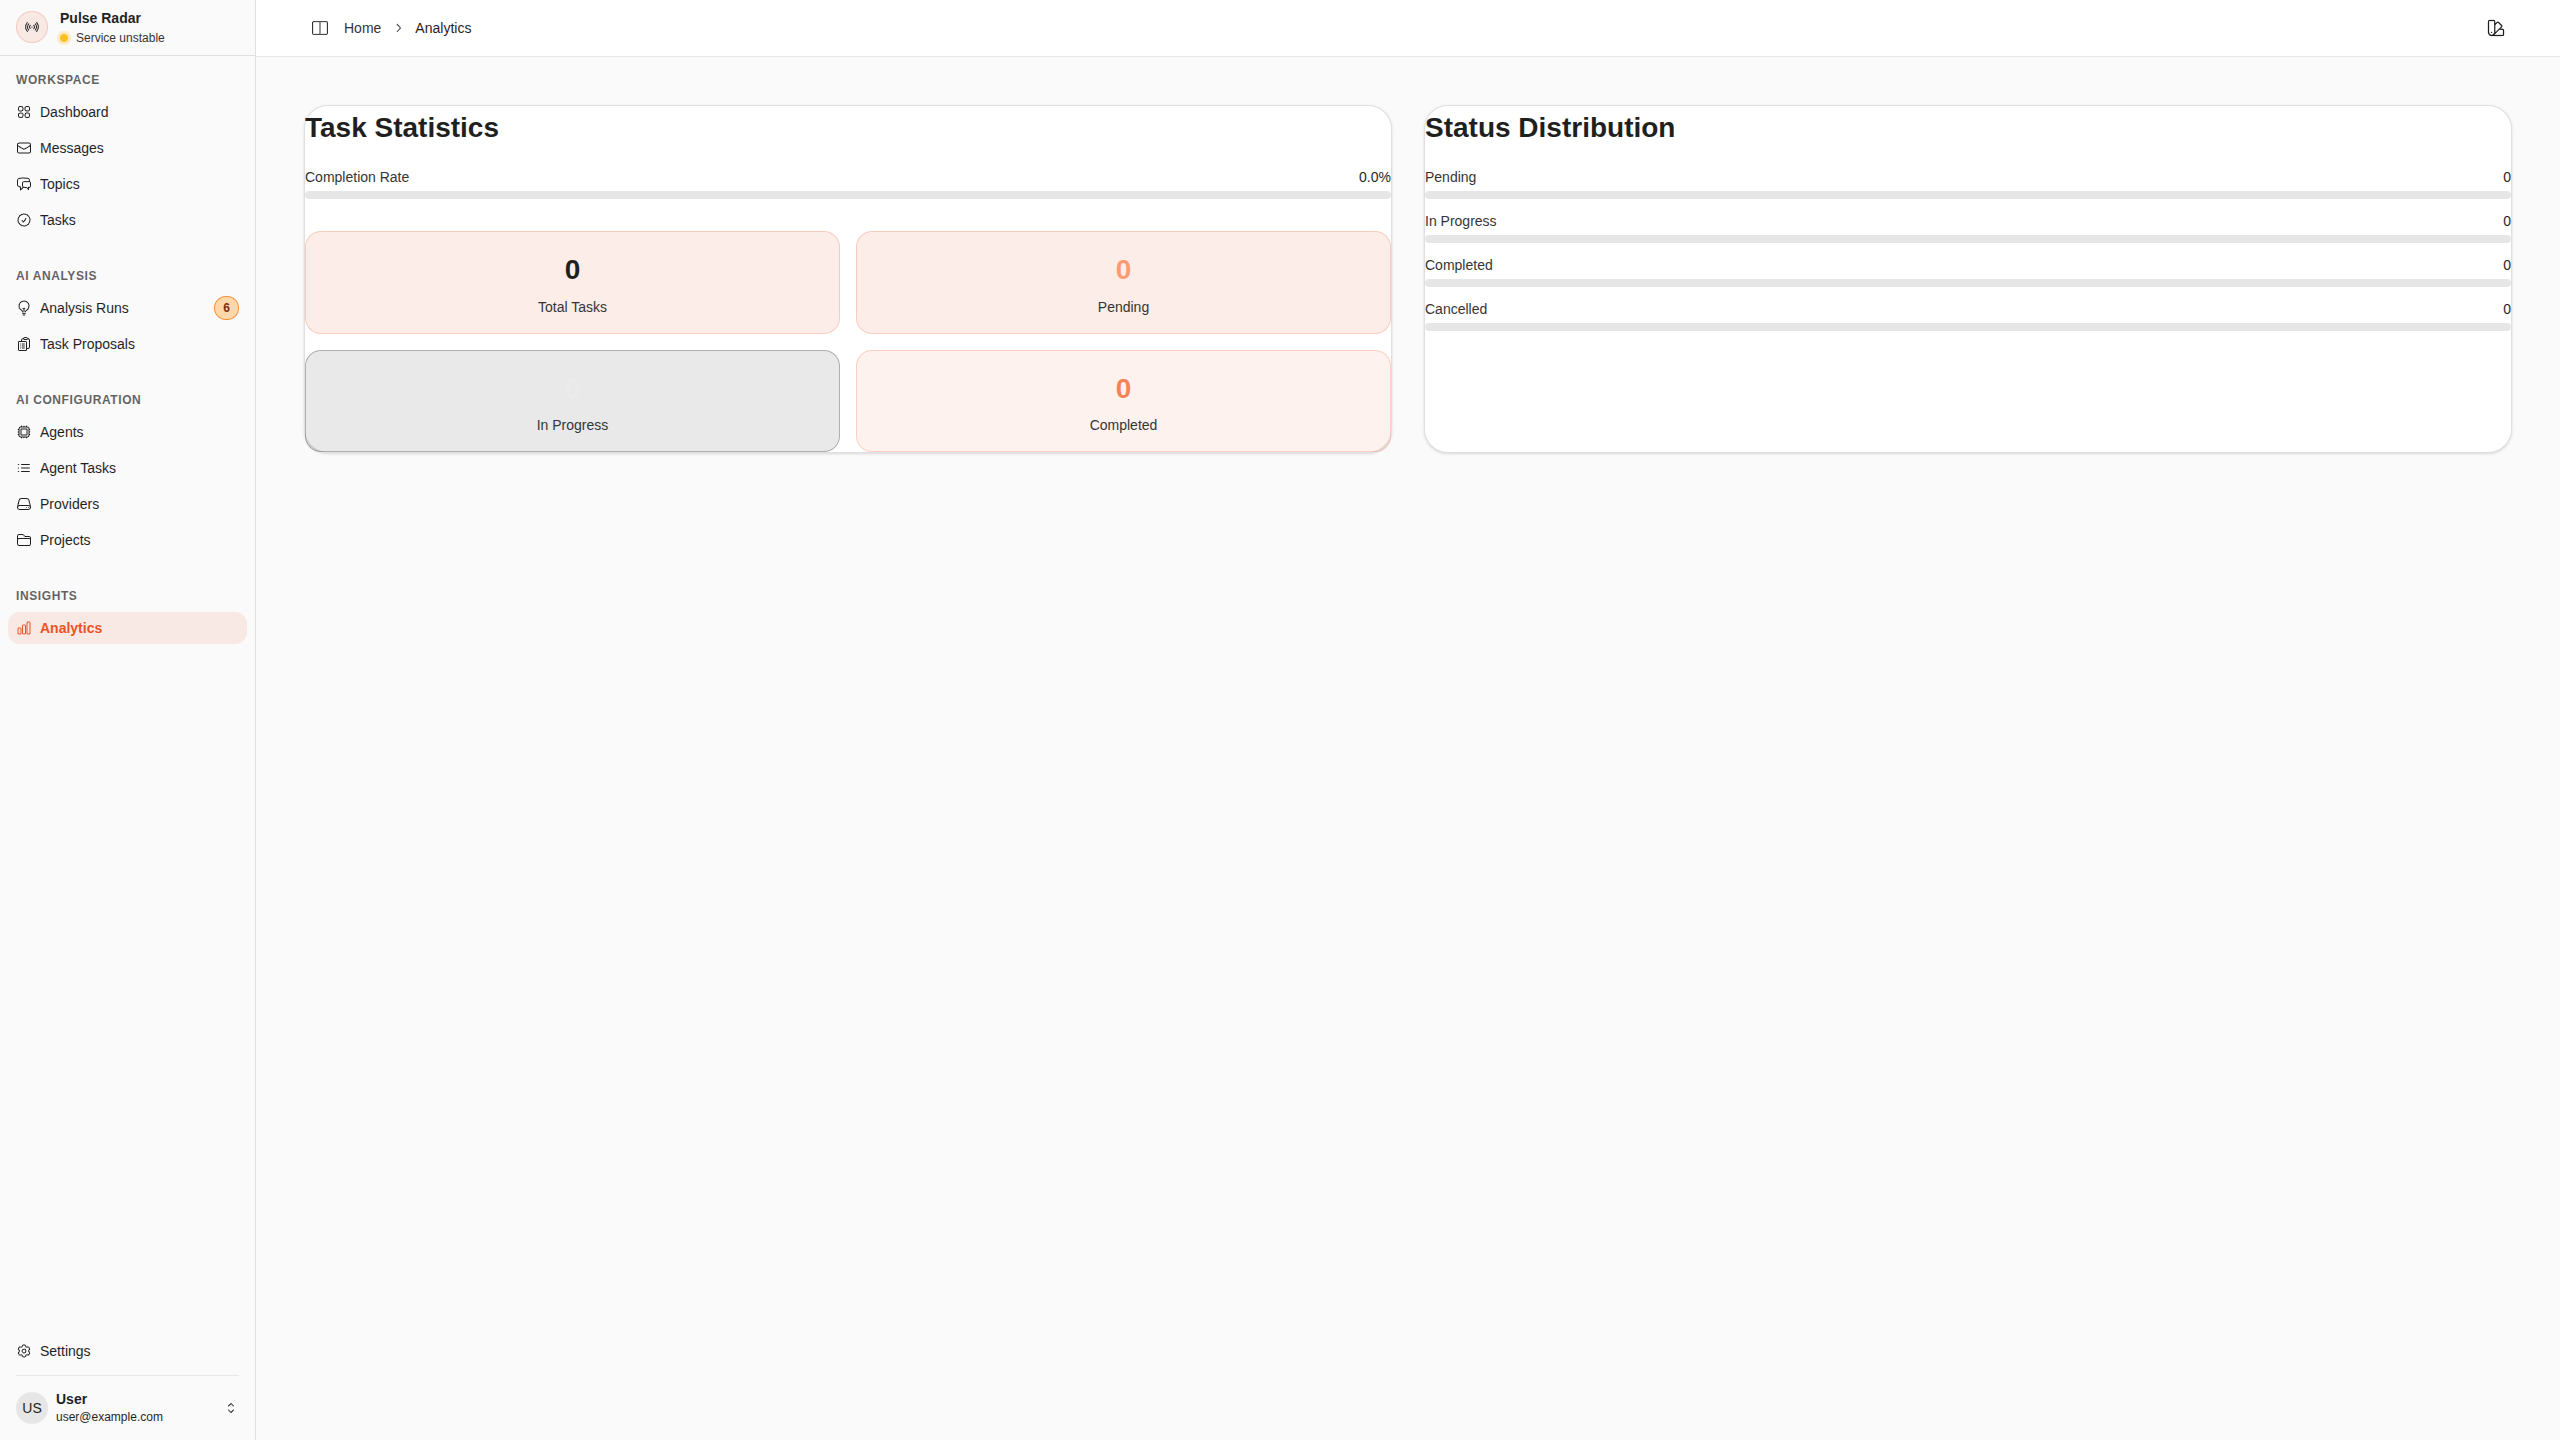 Pulse Radar
Service unstable
WORKSPACE
Dashboard
Messages
Topics
Tasks
AI ANALYSIS
Analysis Runs 6
Task Proposals
AI CONFIGURATION
Agents
Agent Tasks
Providers
Projects
INSIGHTS
Analytics
Settings
US
User
user@example.com
Home Analytics
Task Statistics
Completion Rate 0.0%
0
Total Tasks
0
Pending
0
In Progress
0
Completed
Status Distribution
Pending 0
In Progress 0
Completed 0
Cancelled 0